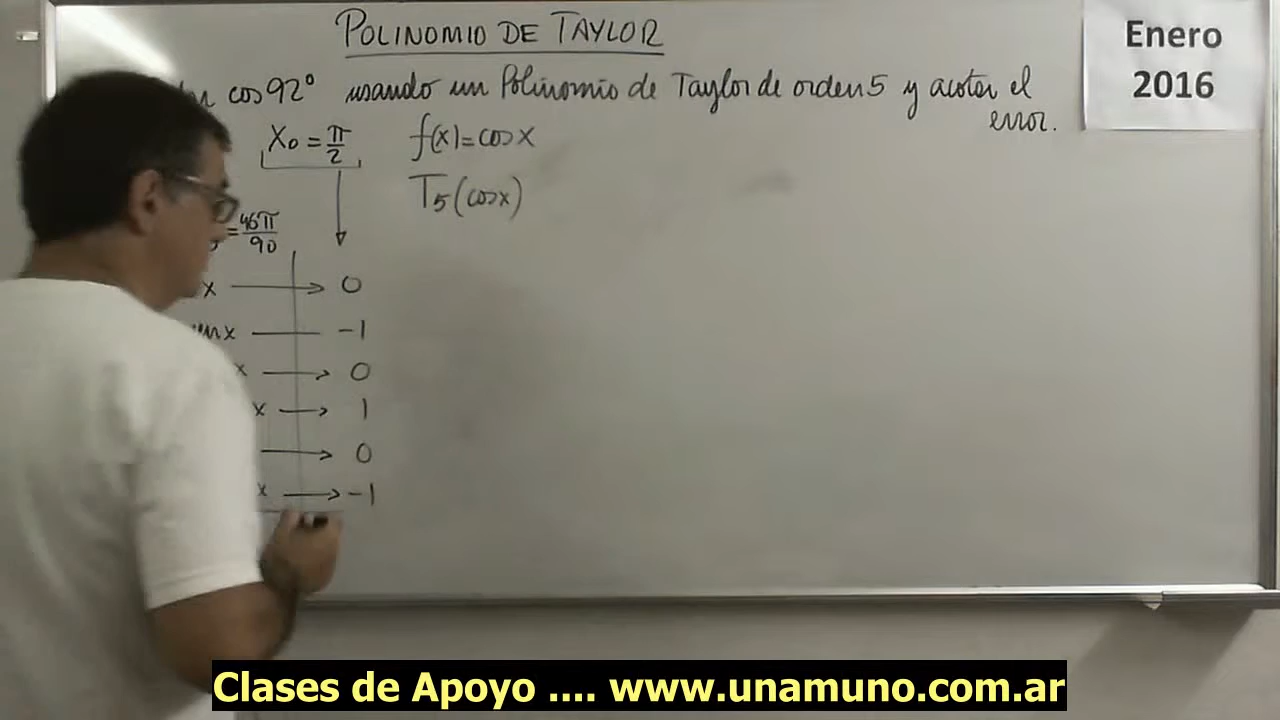 POLINOMIO DE TAYLOR
cos 92° usando un Polinomio de Taylor de orden 5 y acotar el
error.
X₀ = π/2 f(x) = cos x
T₅(cos x)
= 46π/90
x → 0
x — -1
x → 0
x → 1
→ 0
x → -1
Enero
2016
Clases de Apoyo .... www.unamuno.com.ar